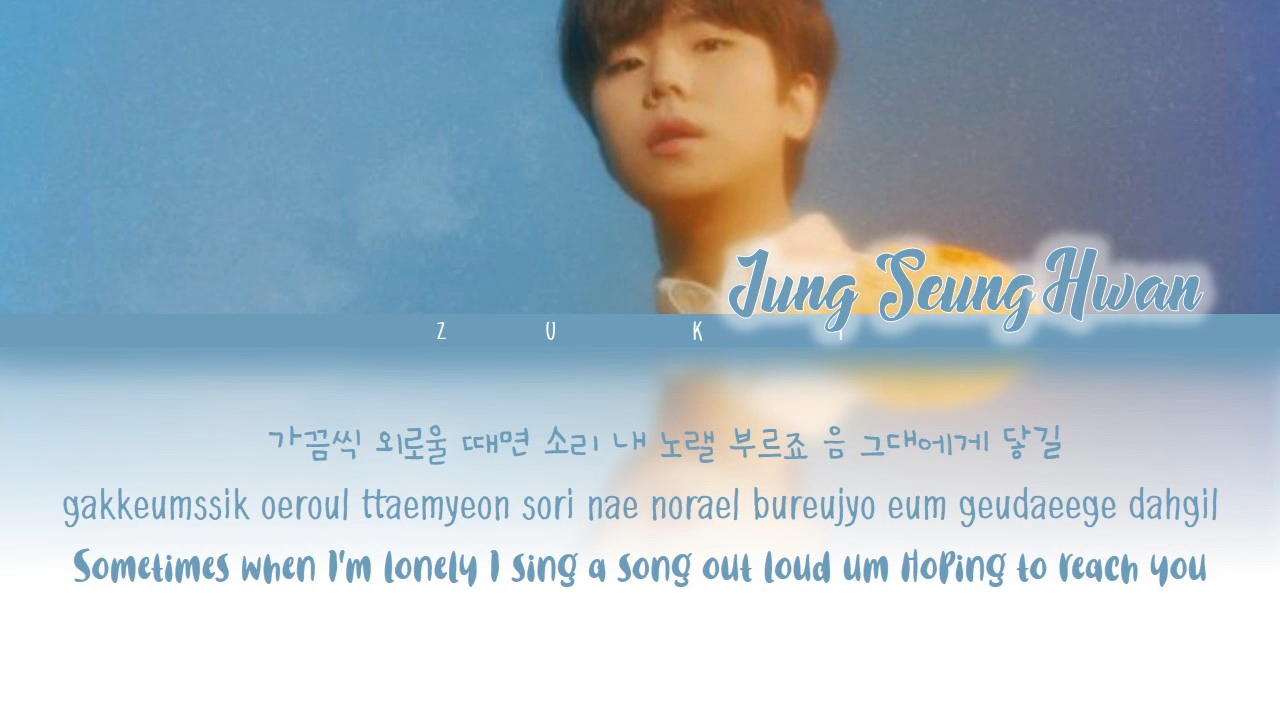 Jung Seung Hwan
Z U K I
가끔씩 외로울 때면 소리 내 노랠 부르죠 음 그대에게 닿길
gakkeumssik oeroul ttaemyeon sori nae norael bureujyo eum geudaeege dahgil
Sometimes when I'm lonely I sing a song out loud um Hoping to reach you